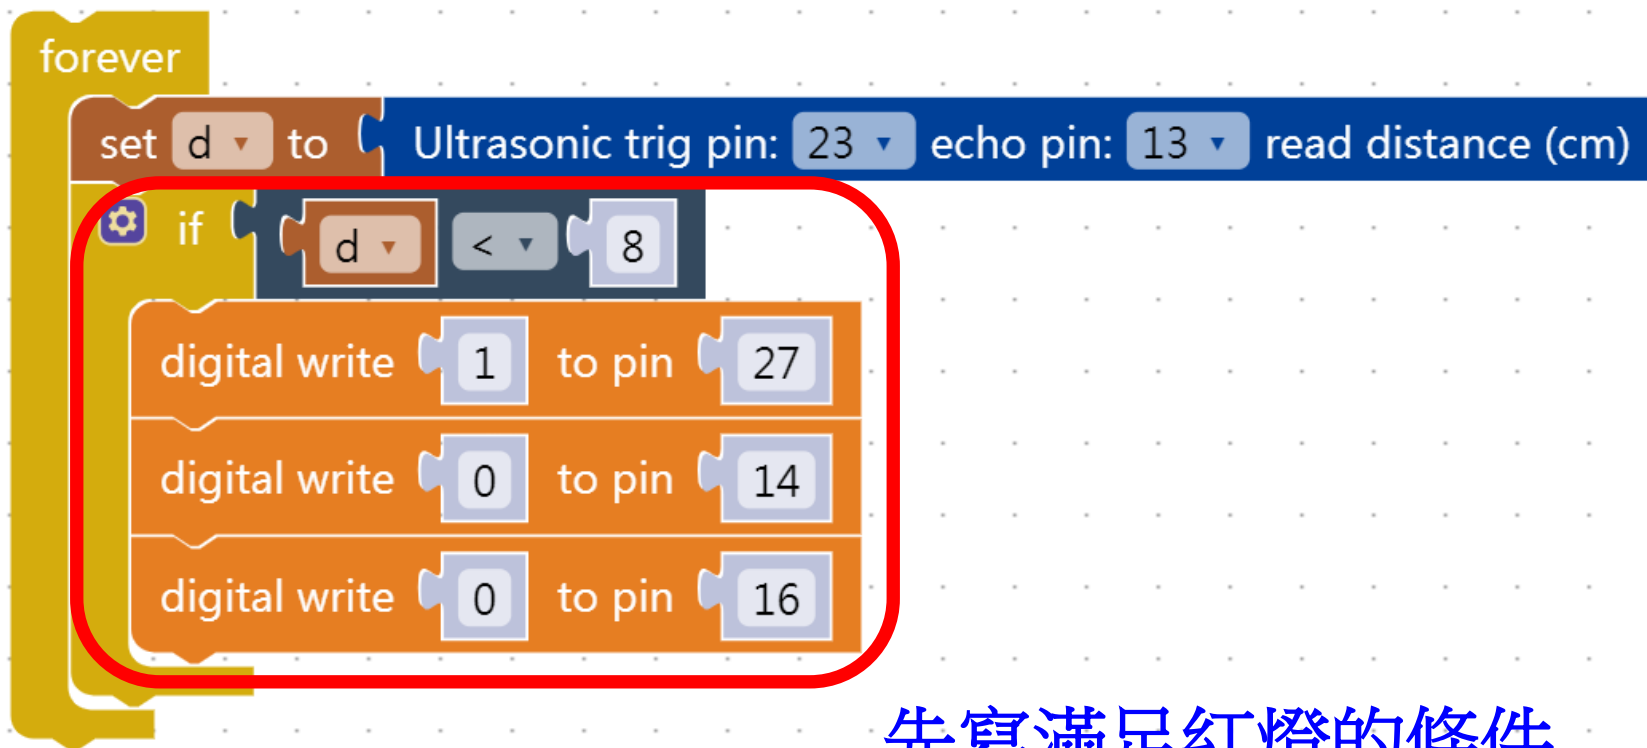 forever
set d to Ultrasonic trig pin: 23 echo pin: 13 read distance (cm)
if d < 8
digital write 1 to pin 27
digital write 0 to pin 14
digital write 0 to pin 16
先寫滿足紅燈的條件